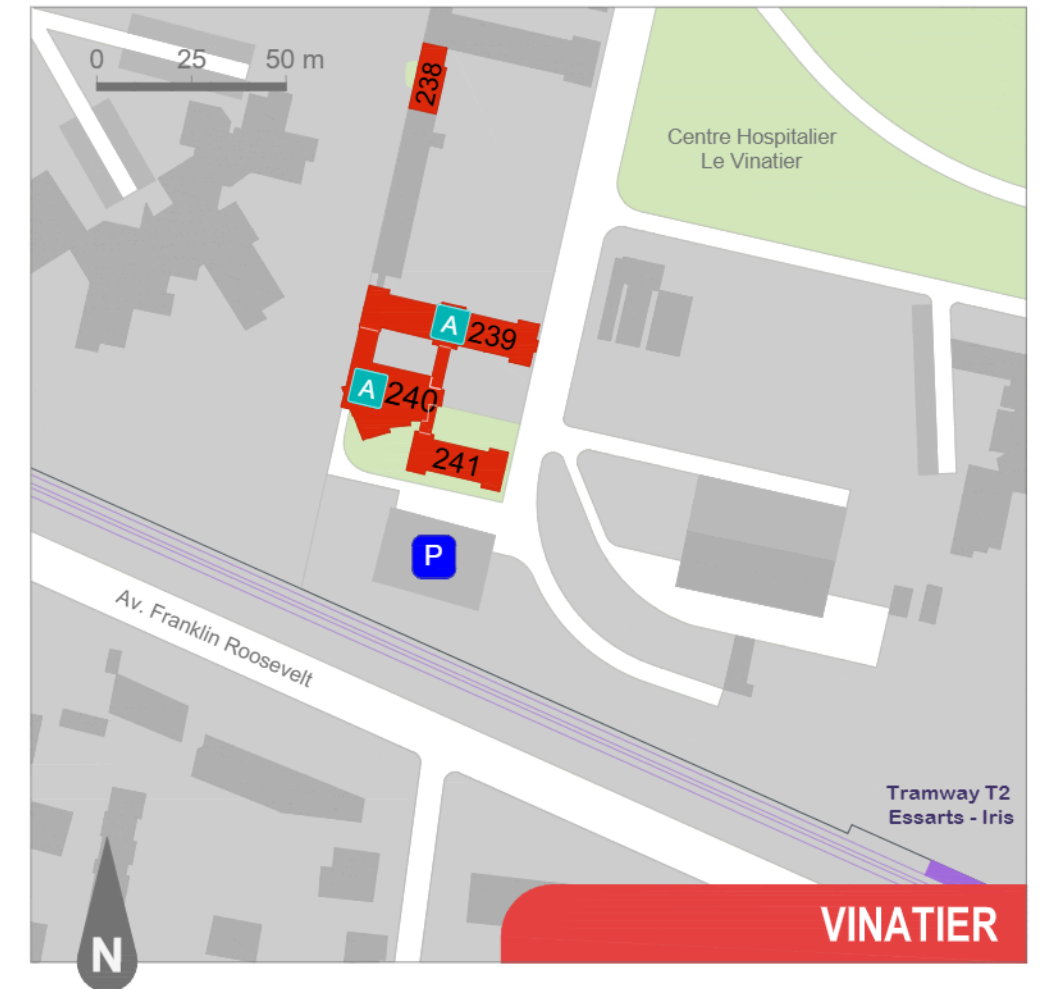 0 25 50 m
238
Centre Hospitalier
Le Vinatier
A 239
A 240
241
P
Av. Franklin Roosevelt
Tramway T2
Essarts - Iris
VINATIER
N